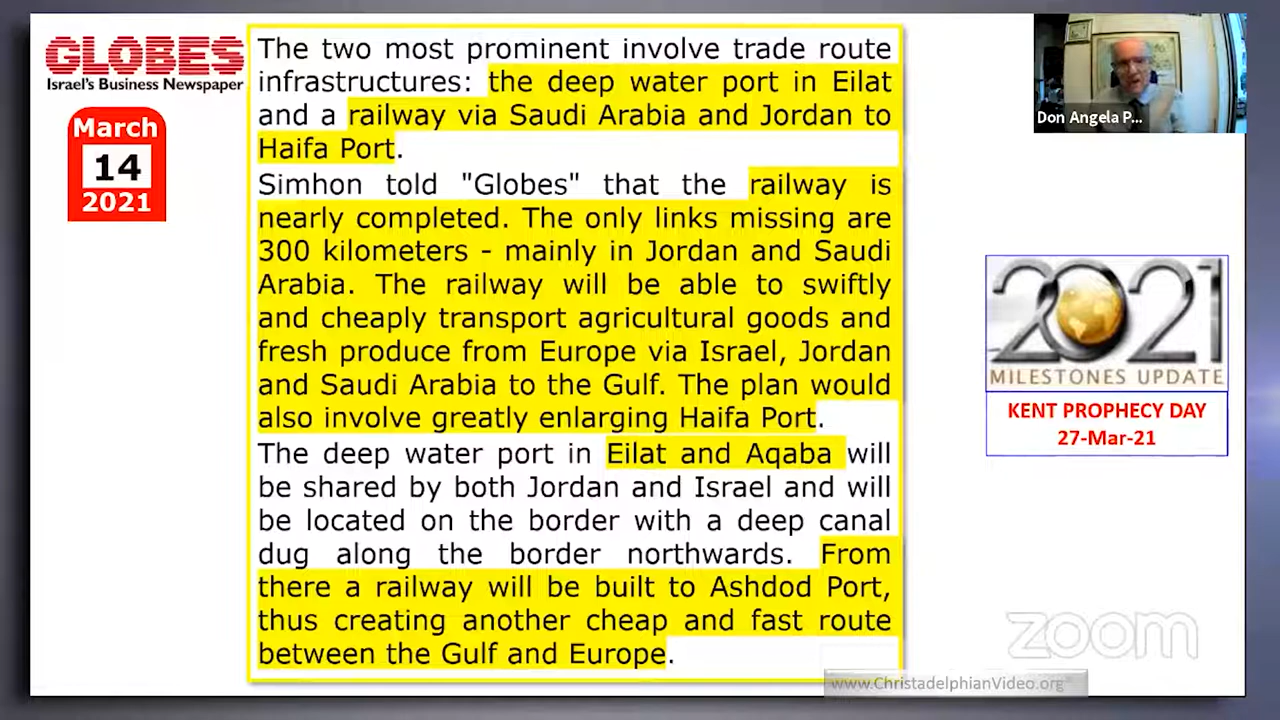 GLOBES
Israel's Business Newspaper
March
14
2021
The two most prominent involve trade route
infrastructures: the deep water port in Eilat
and a railway via Saudi Arabia and Jordan to
Haifa Port.
Simhon told "Globes" that the railway is
nearly completed. The only links missing are
300 kilometers - mainly in Jordan and Saudi
Arabia. The railway will be able to swiftly
and cheaply transport agricultural goods and
fresh produce from Europe via Israel, Jordan
and Saudi Arabia to the Gulf. The plan would
also involve greatly enlarging Haifa Port.
The deep water port in Eilat and Aqaba will
be shared by both Jordan and Israel and will
be located on the border with a deep canal
dug along the border northwards. From
there a railway will be built to Ashdod Port,
thus creating another cheap and fast route
between the Gulf and Europe.
Don Angela P...
2021
MILESTONES UPDATE
KENT PROPHECY DAY
27-Mar-21
zoom
www.ChristadelphianVideo.org